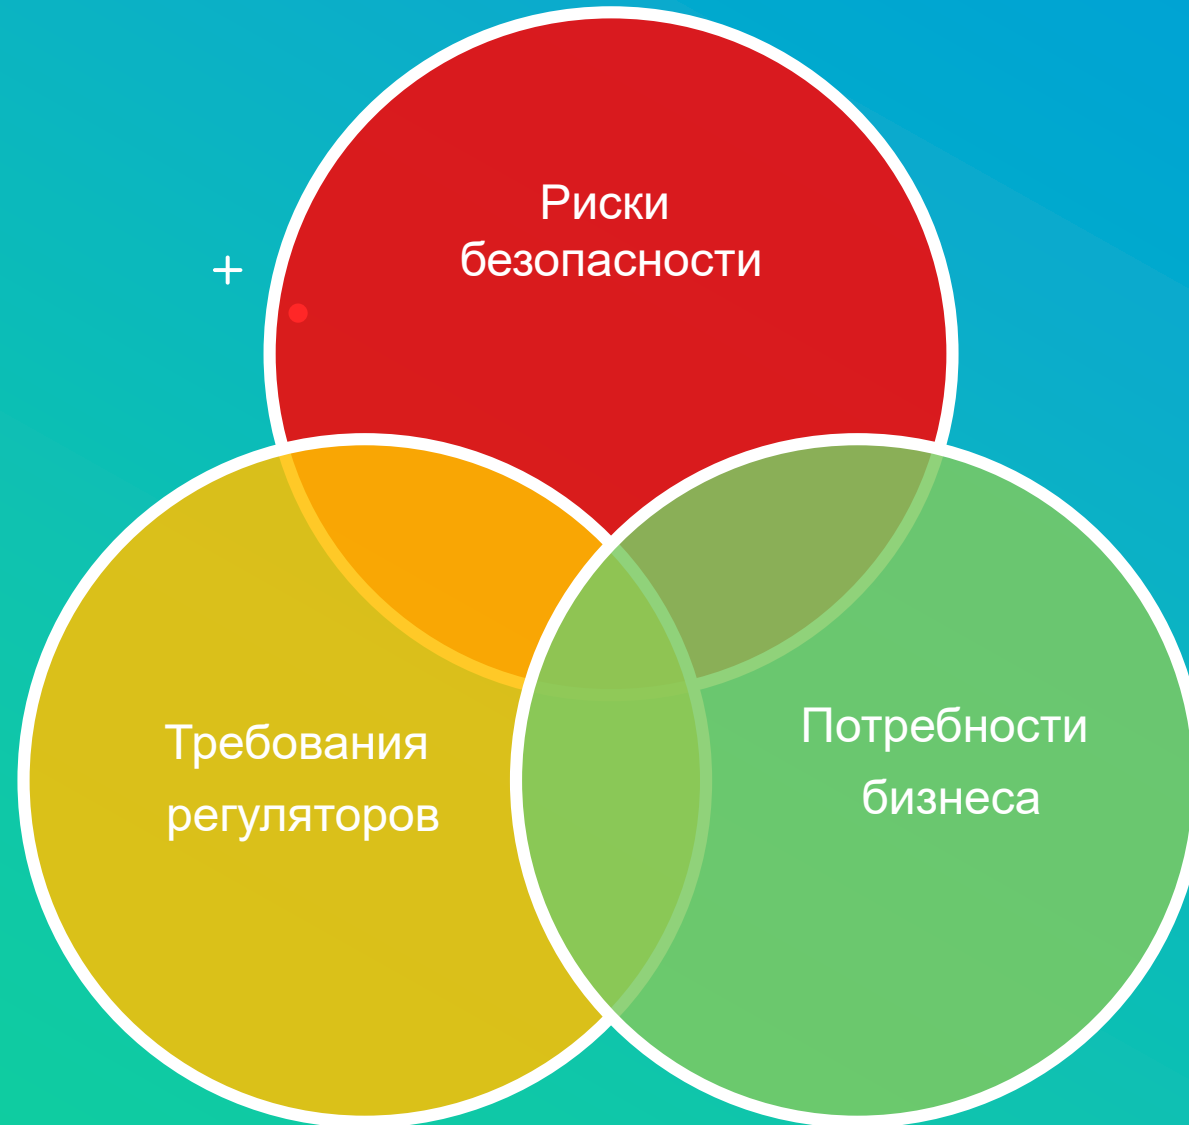 Риски
безопасности
Требования
регуляторов
Потребности
бизнеса